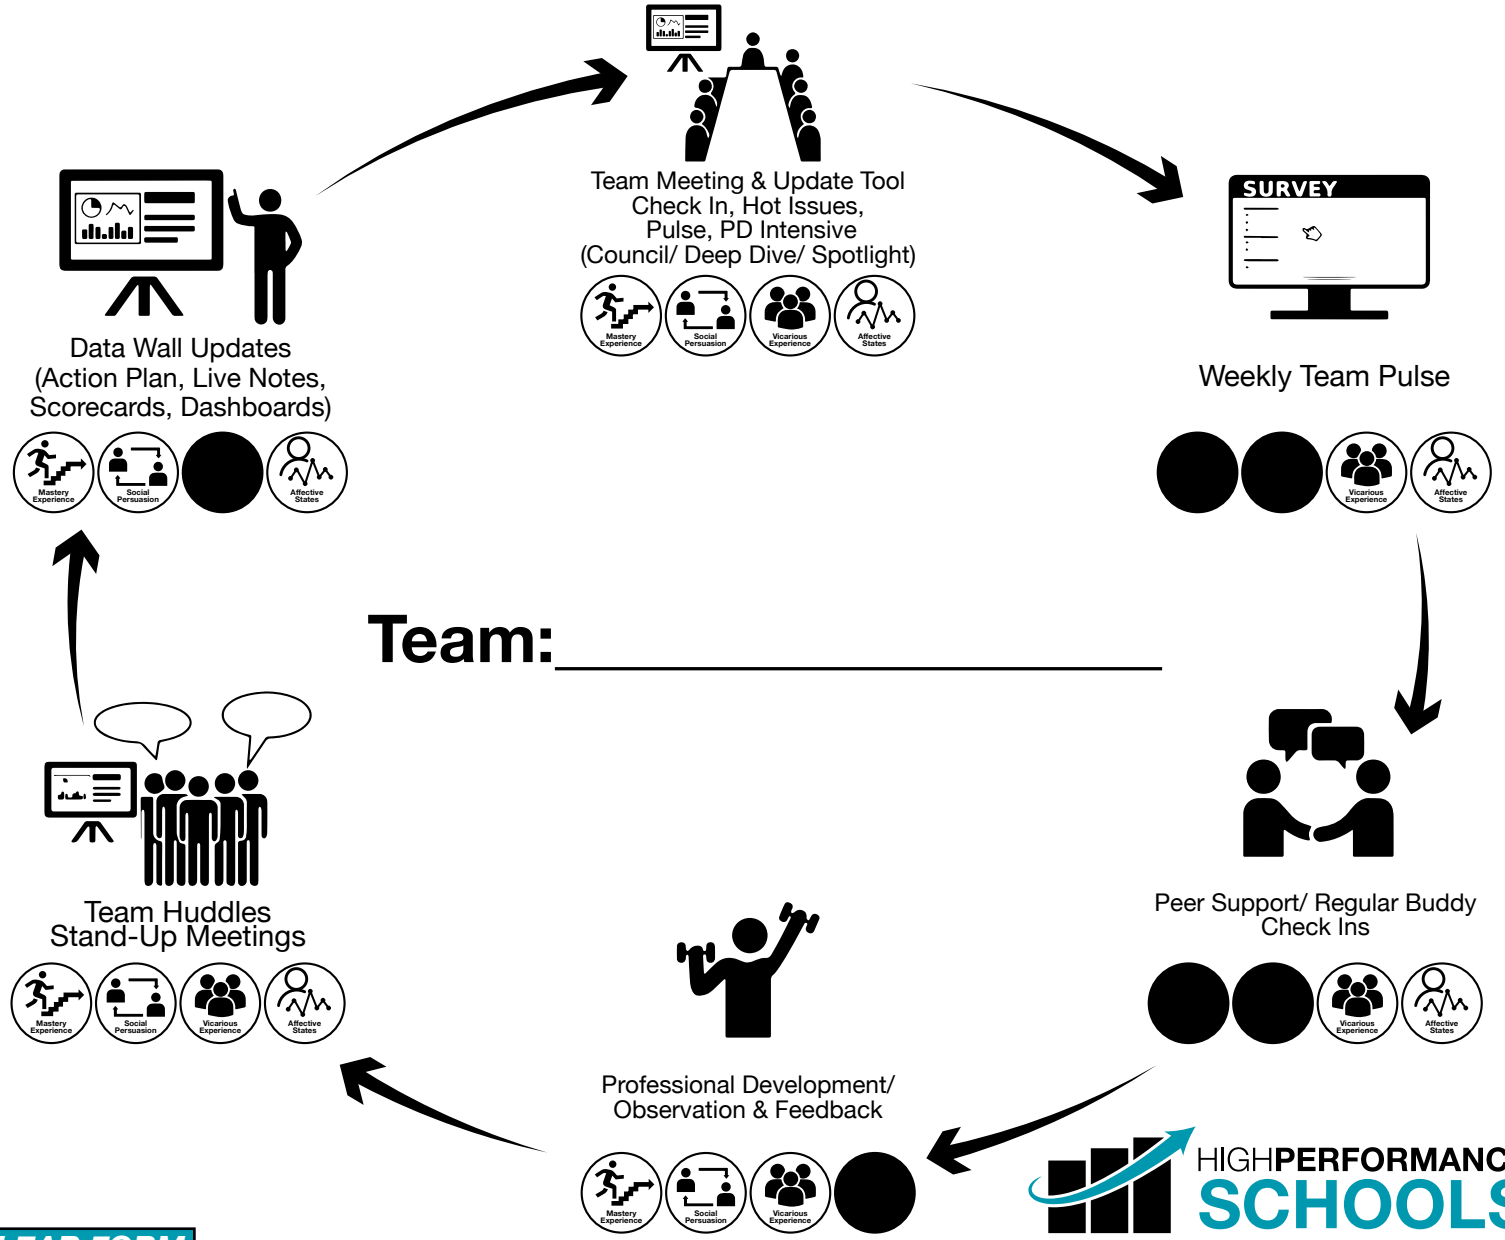 Team Meeting & Update Tool
Check In, Hot Issues,
Pulse, PD Intensive
(Council/ Deep Dive/ Spotlight)
Mastery
Experience
Social
Persuasion
Vicarious
Experience
Affective
States
SURVEY
Weekly Team Pulse
Vicarious
Experience
Affective
States
Data Wall Updates
(Action Plan, Live Notes,
Scorecards, Dashboards)
Mastery
Experience
Social
Persuasion
Affective
States
Team:
Peer Support/ Regular Buddy
Check Ins
Vicarious
Experience
Affective
States
Team Huddles
Stand-Up Meetings
Mastery
Experience
Social
Persuasion
Vicarious
Experience
Affective
States
Professional Development/
Observation & Feedback
Mastery
Experience
Social
Persuasion
Vicarious
Experience
HIGHPERFORMANC
SCHOOLS